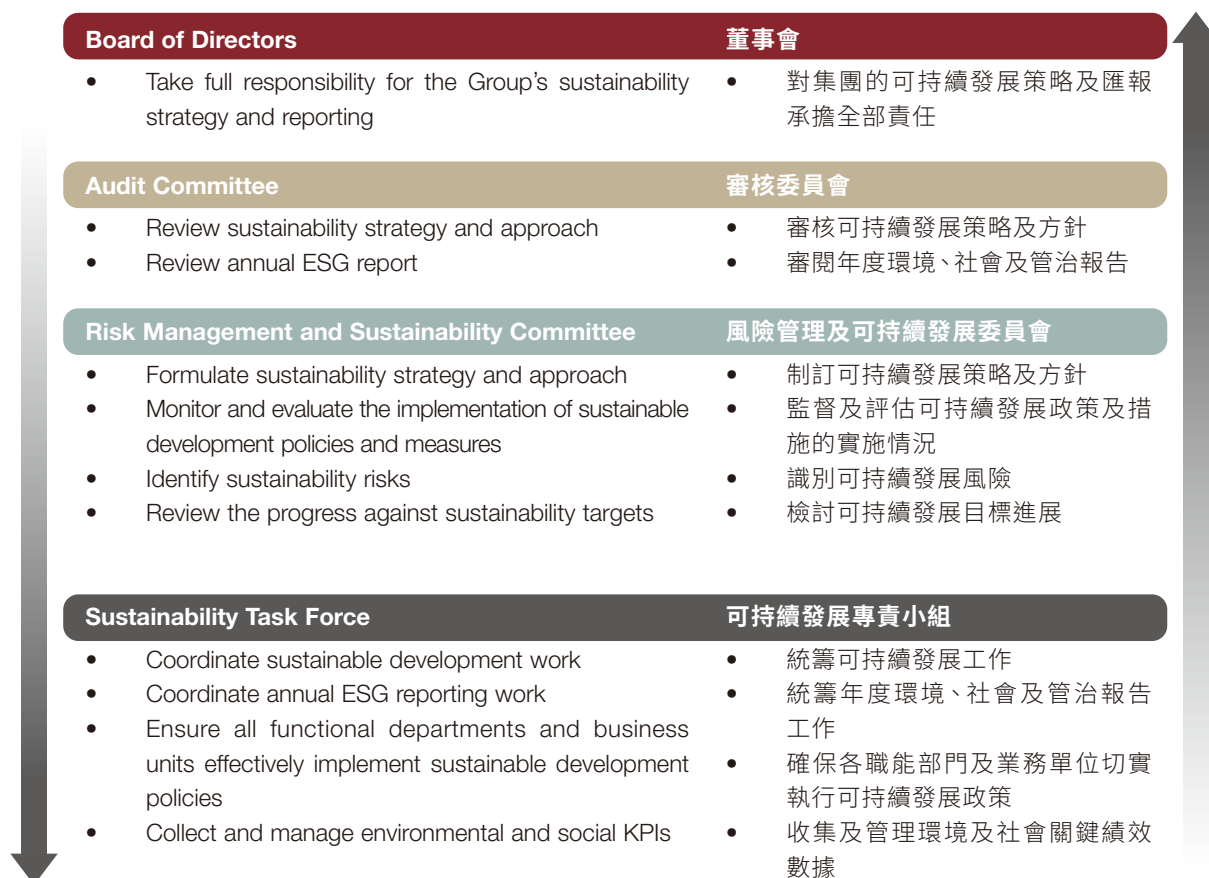 Board of Directors
董事會
• Take full responsibility for the Group's sustainability
strategy and reporting
• 對集團的可持續發展策略及匯報
承擔全部責任
Audit Committee
審核委員會
• Review sustainability strategy and approach
• Review annual ESG report
• 審核可持續發展策略及方針
• 審閱年度環境、社會及管治報告
Risk Management and Sustainability Committee
風險管理及可持續發展委員會
• Formulate sustainability strategy and approach
• Monitor and evaluate the implementation of sustainable
development policies and measures
• Identify sustainability risks
• Review the progress against sustainability targets
• 制訂可持續發展策略及方針
• 監督及評估可持續發展政策及措
施的實施情況
• 識別可持續發展風險
• 檢討可持續發展目標進展
Sustainability Task Force
可持續發展專責小組
• Coordinate sustainable development work
• Coordinate annual ESG reporting work
• Ensure all functional departments and business
units effectively implement sustainable development
policies
• Collect and manage environmental and social KPIs
• 統籌可持續發展工作
• 統籌年度環境、社會及管治報告
工作
• 確保各職能部門及業務單位切實
執行可持續發展政策
• 收集及管理環境及社會關鍵績效
數據